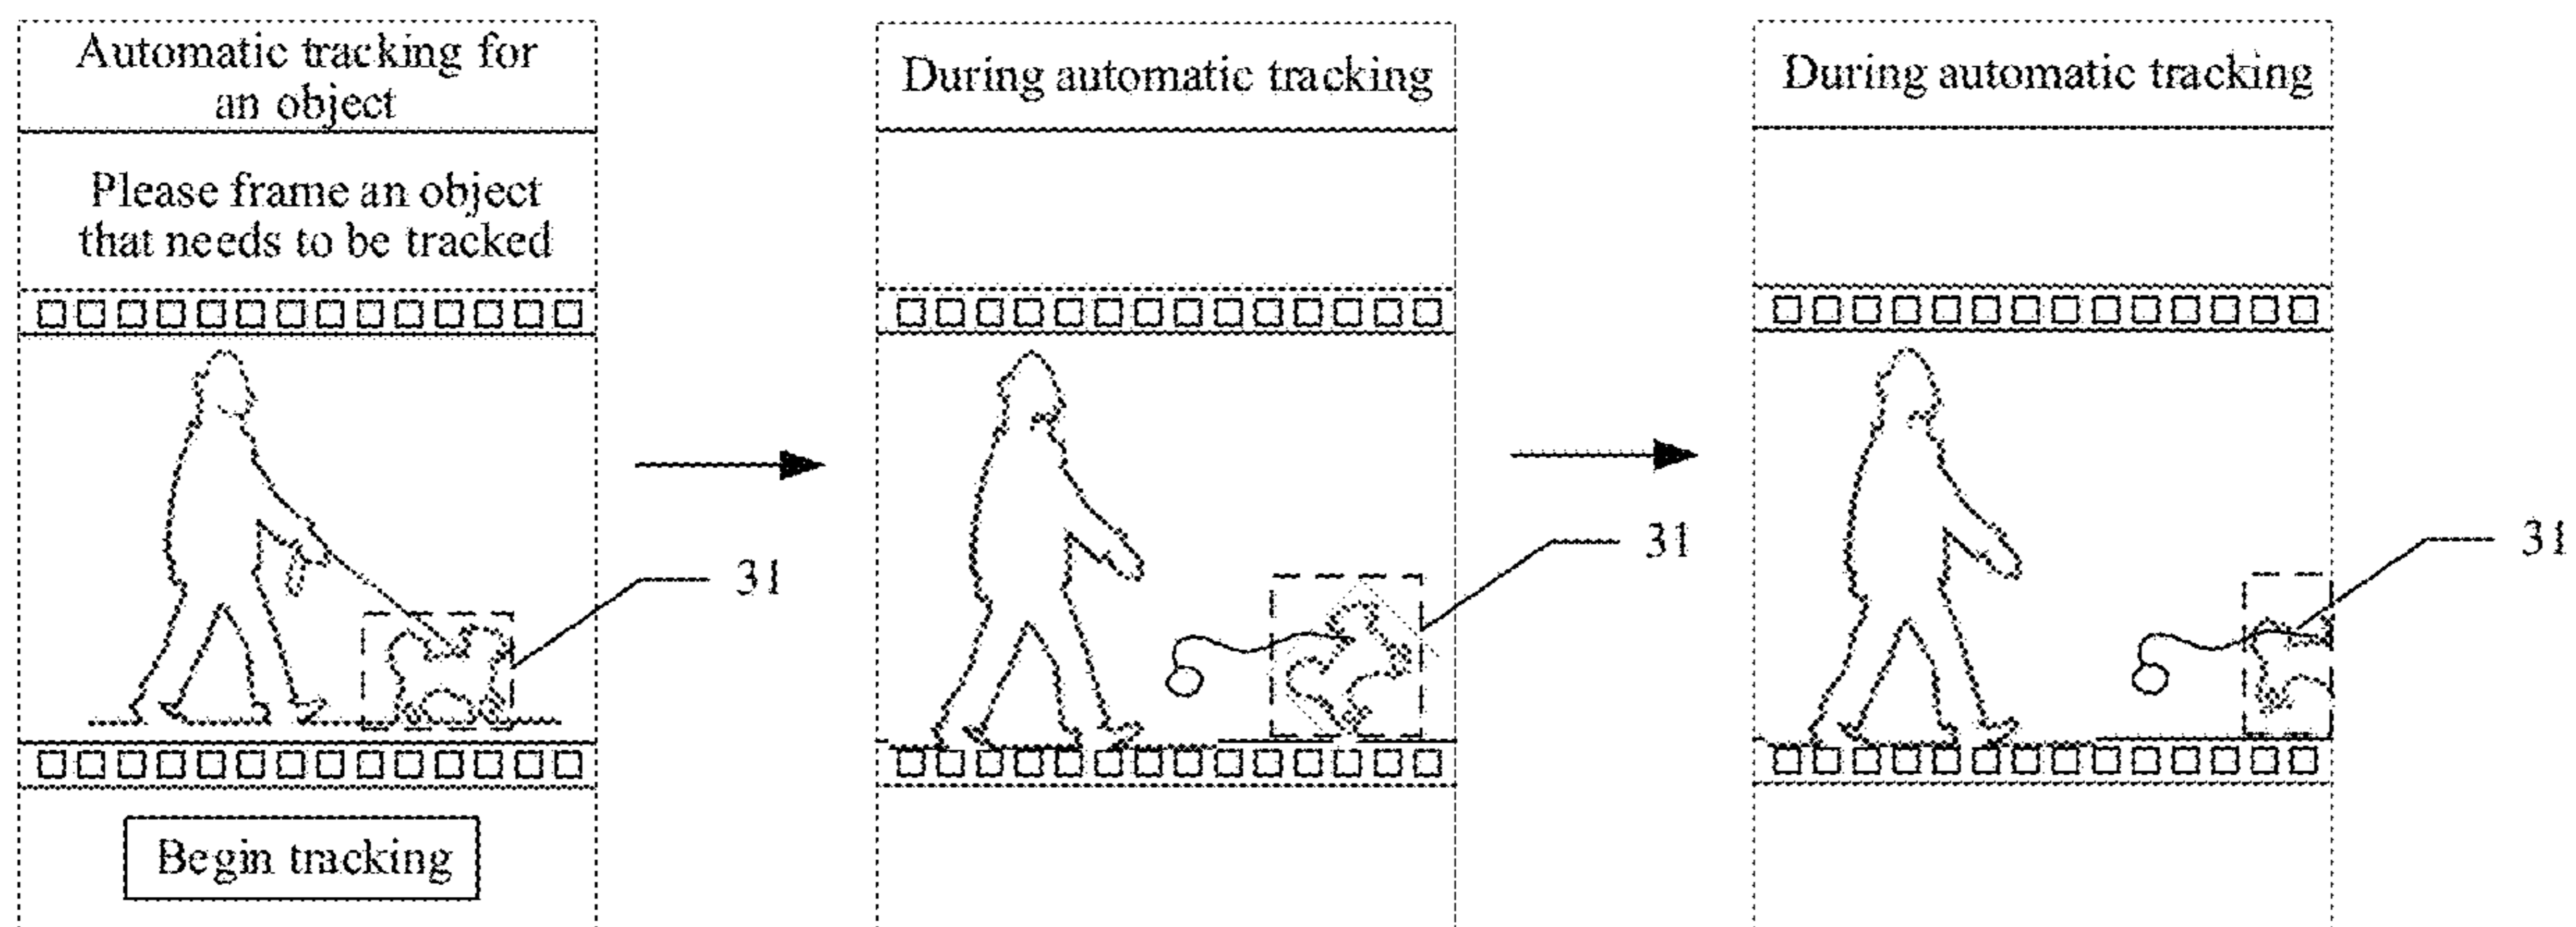 Automatic tracking for
an object
Please frame an object
that needs to be tracked
31
Begin tracking
During automatic tracking
31
During automatic tracking
31